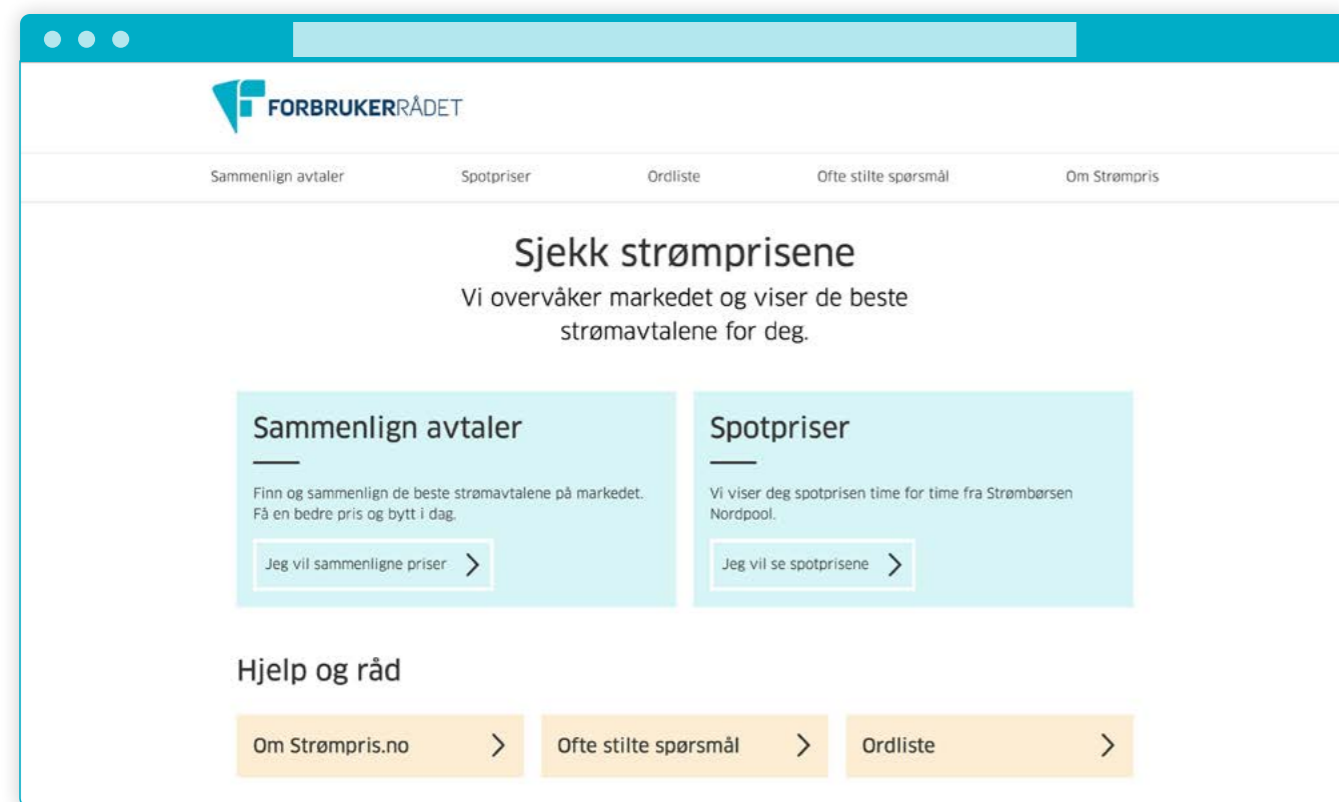 FORBRUKERRÅDET
Sammenlign avtaler Spotpriser Ordliste Ofte stilte spørsmål Om Strømpris
Sjekk strømprisene
Vi overvåker markedet og viser de beste
strømavtalene for deg.
Sammenlign avtaler
Finn og sammenlign de beste strømavtalene på markedet.
Få en bedre pris og bytt i dag.
Jeg vil sammenligne priser
Spotpriser
Vi viser deg spotprisen time for time fra Strømbørsen
Nordpool.
Jeg vil se spotprisene
Hjelp og råd
Om Strømpris.no
Ofte stilte spørsmål
Ordliste